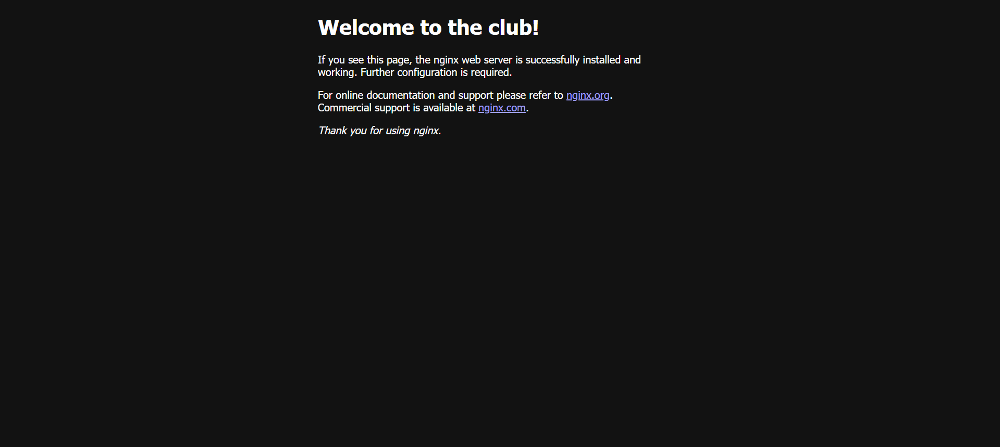 Welcome to the club!
If you see this page, the nginx web server is successfully installed and
working. Further configuration is required.
For online documentation and support please refer to nginx.org.
Commercial support is available at nginx.com.
Thank you for using nginx.